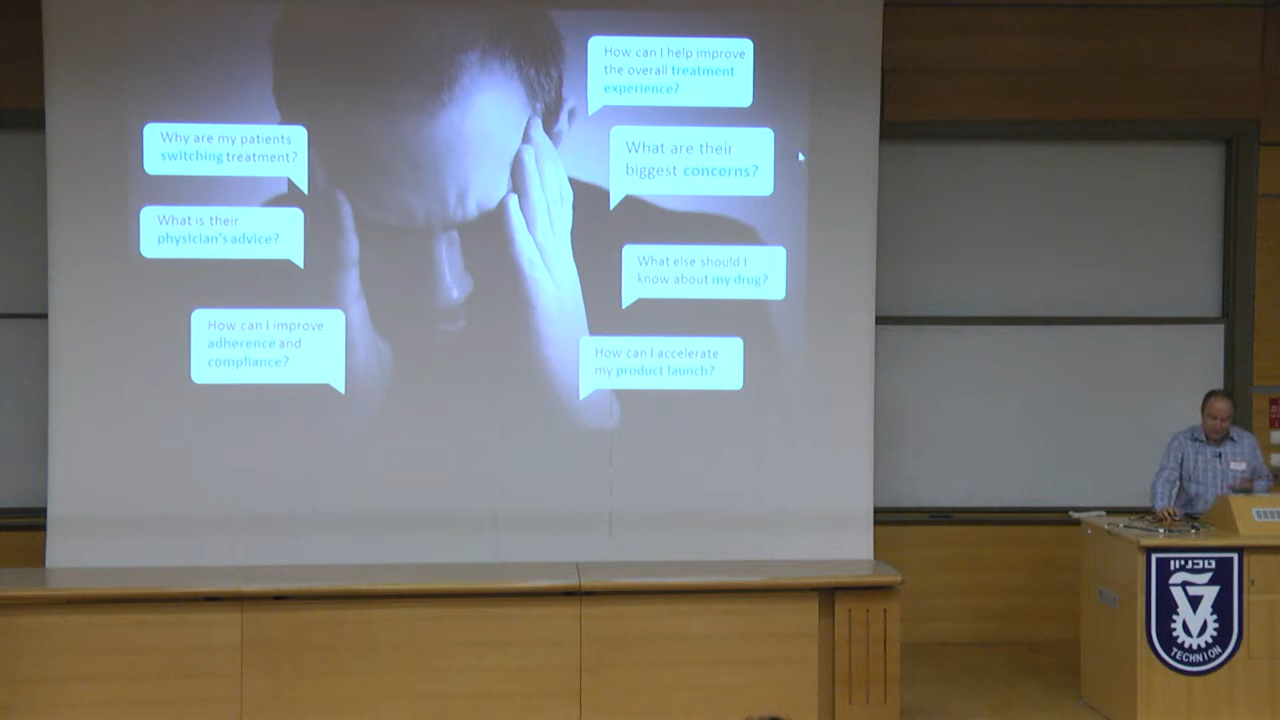 How can I help improve
the overall treatment
experience?
Why are my patients
switching treatment?
What are their
biggest concerns?
What is their
physician's advice?
What else should I
know about my drug?
How can I improve
adherence and
compliance?
How can I accelerate
my product launch?
טכניון
TECHNION